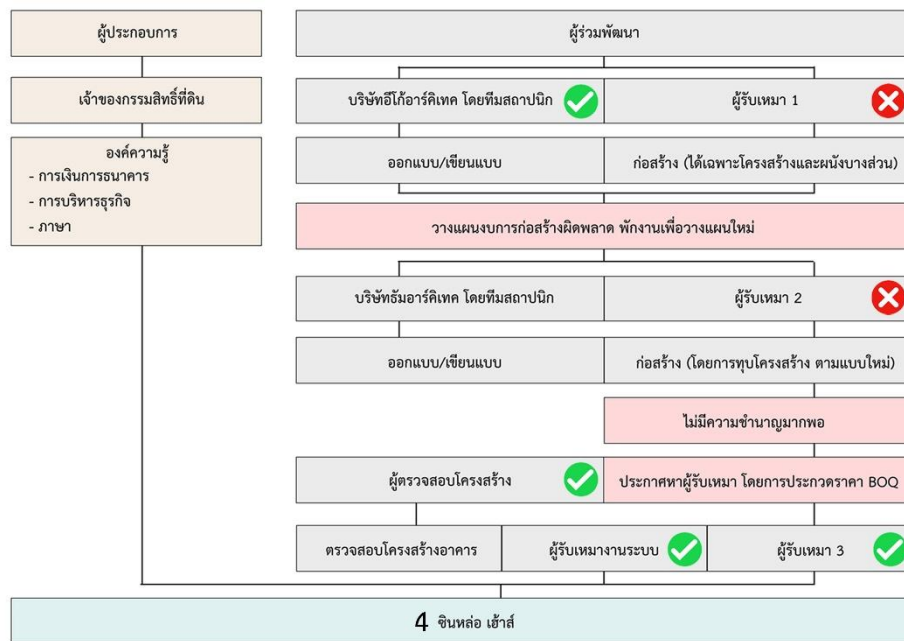 ผู้ประกอบการ
ผู้ร่วมพัฒนา
เจ้าของกรรมสิทธิ์ที่ดิน
บริษัทอีโก้อาร์คิเทค โดยทีมสถาปนิก
ผู้รับเหมา 1
องค์ความรู้
- การเงินการธนาคาร
- การบริหารธุรกิจ
- ภาษา
ออกแบบ/เขียนแบบ
ก่อสร้าง (ได้เฉพาะโครงสร้างและผนังบางส่วน)
วางแผนงบการก่อสร้างผิดพลาด พักงานเพื่อวางแผนใหม่
บริษัทธัมอาร์คิเทค โดยทีมสถาปนิก
ผู้รับเหมา 2
ออกแบบ/เขียนแบบ
ก่อสร้าง (โดยการทุบโครงสร้าง ตามแบบใหม่)
ไม่มีความชำนาญมากพอ
ผู้ตรวจสอบโครงสร้าง
ประกาศหาผู้รับเหมา โดยการประกวดราคา BOQ
ตรวจสอบโครงสร้างอาคาร
ผู้รับเหมางานระบบ
ผู้รับเหมา 3
4 ซินหล่อ เฮ้าส์